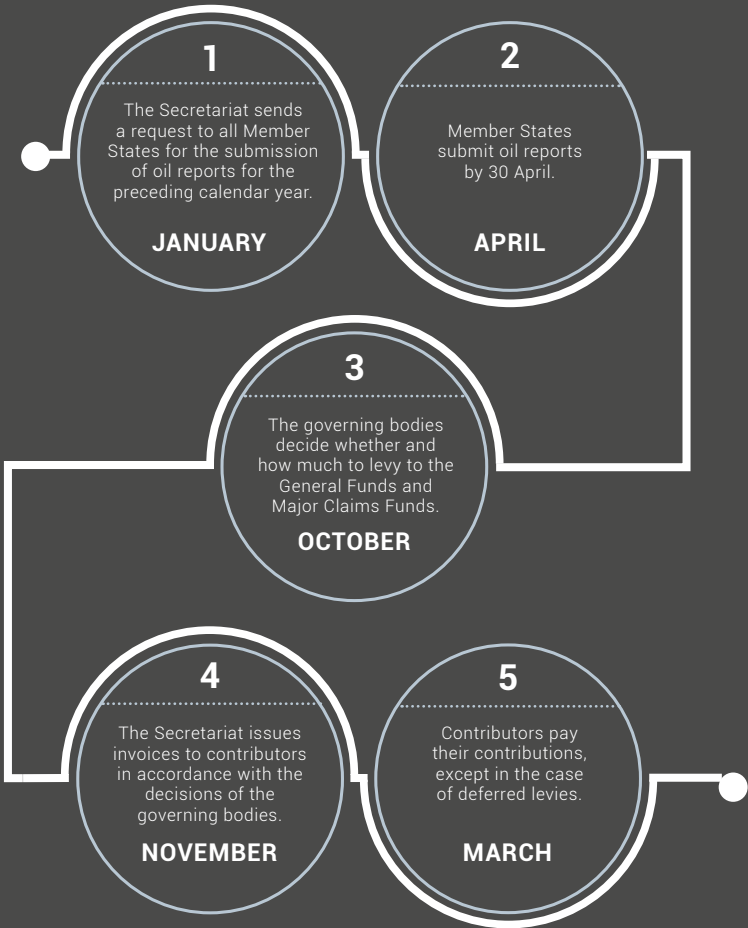 1
The Secretariat sends
a request to all Member
States for the submission
of oil reports for the
preceding calendar year.
JANUARY
2
Member States
submit oil reports
by 30 April.
APRIL
3
The governing bodies
decide whether and
how much to levy to the
General Funds and
Major Claims Funds.
OCTOBER
4
The Secretariat issues
invoices to contributors
in accordance with the
decisions of the
governing bodies.
NOVEMBER
5
Contributors pay
their contributions,
except in the case
of deferred levies.
MARCH